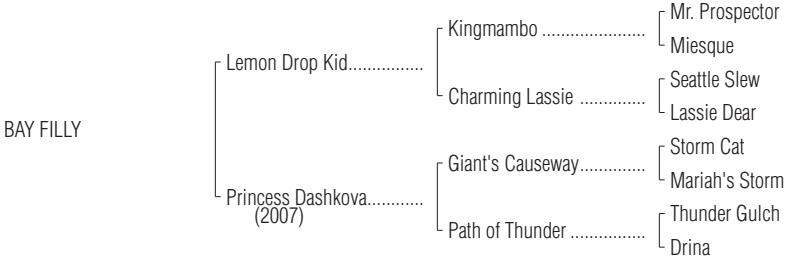 Mr. Prospector
Kingmambo ......................
Miesque
Lemon Drop Kid................
Seattle Slew
Charming Lassie ..............
Lassie Dear
BAY FILLY
Storm Cat
Giant's Causeway..............
Mariah's Storm
Princess Dashkova............
(2007)
Thunder Gulch
Path of Thunder ................
Drina